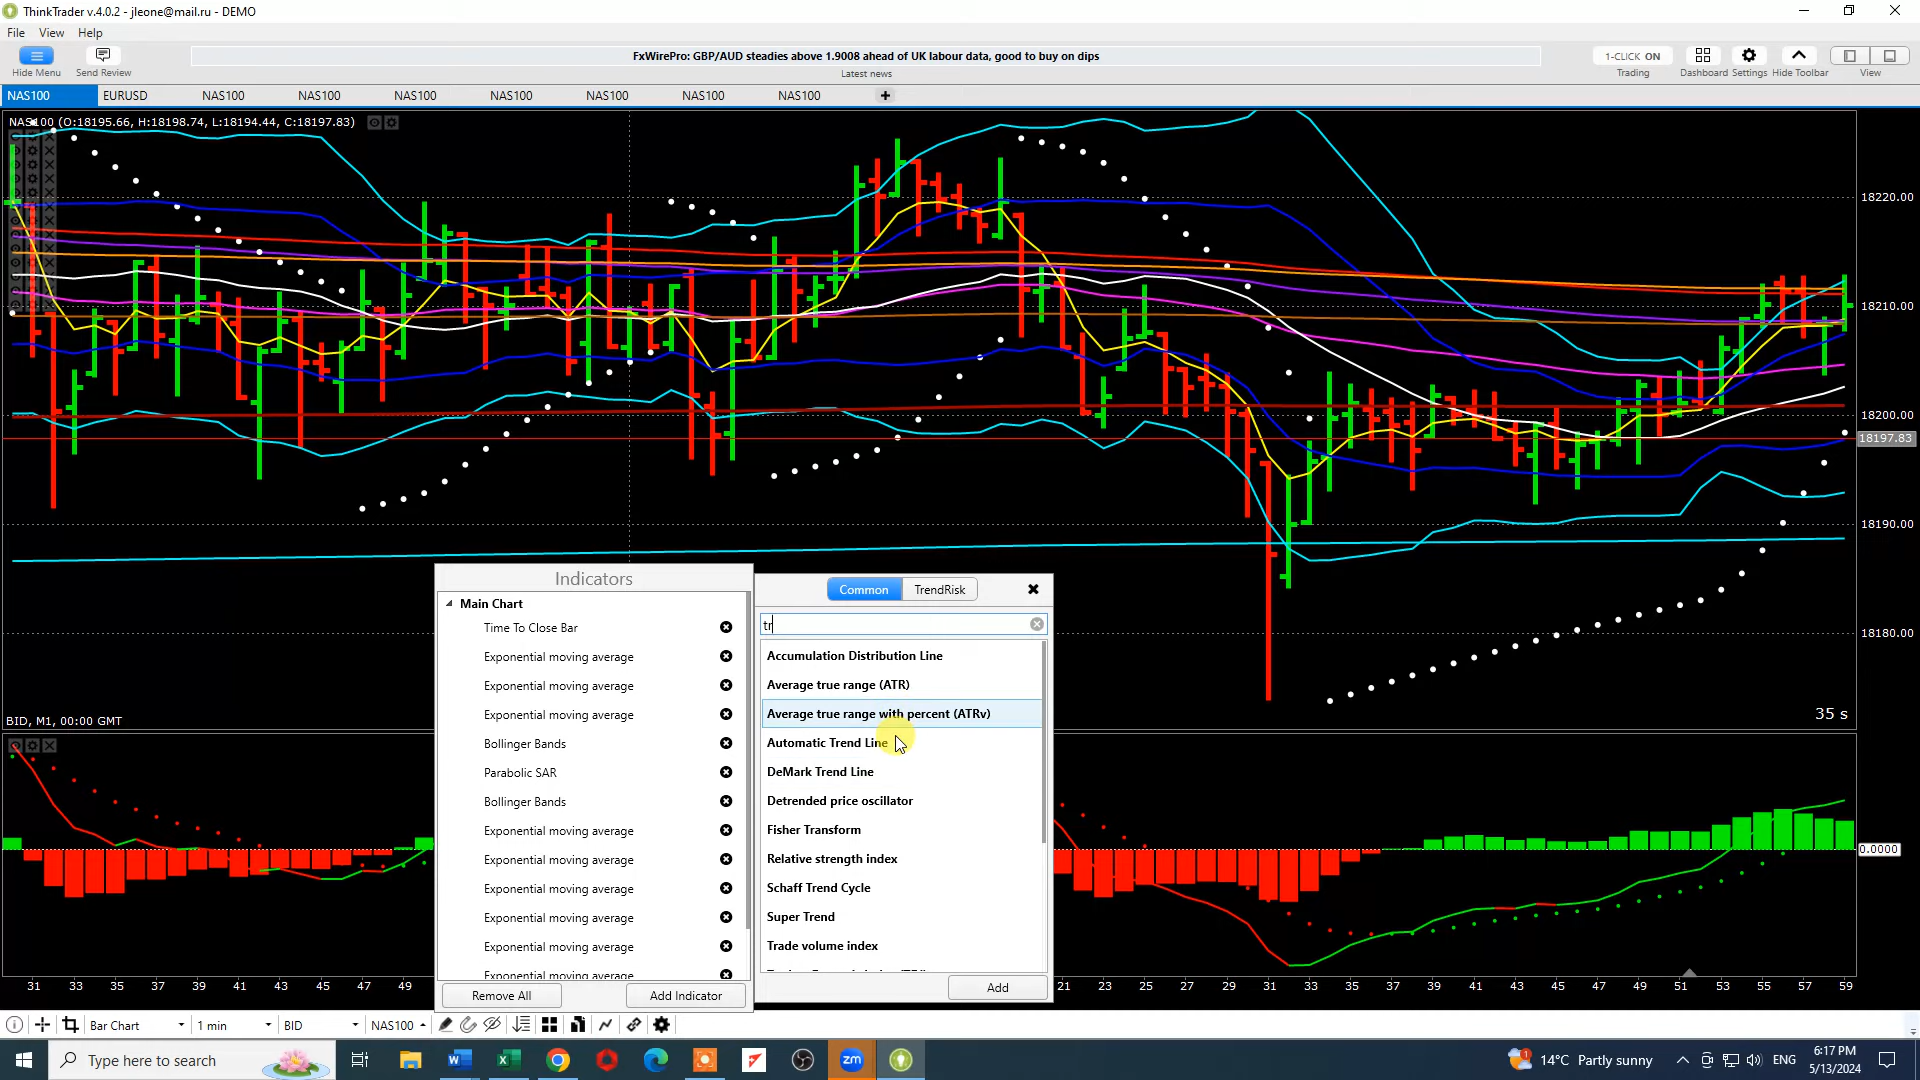 ThinkTrader v.4.0.2 - jleone@mail.ru - DEMO
File View Help
FxWirePro: GBP/AUD steadies above 1.9008 ahead of UK labour data, good to buy on dips
Latest news
Hide Menu Send Review
1-CLICK ON
Trading Dashboard Settings Hide Toolbar View
NAS100 EURUSD NAS100 NAS100 NAS100 NAS100 NAS100 NAS100 NAS100
NAS100 (O:18195.66, H:18198.74, L:18194.44, C:18197.83)
18220.00
18210.00
18200.00
18197.83
18190.00
18180.00
BID, M1, 00:00 GMT
35 s
0.0000
Indicators
Main Chart
Time To Close Bar
Exponential moving average
Exponential moving average
Exponential moving average
Bollinger Bands
Parabolic SAR
Bollinger Bands
Exponential moving average
Exponential moving average
Exponential moving average
Exponential moving average
Exponential moving average
Exponential moving average
Remove All Add Indicator
Common TrendRisk
tr
Accumulation Distribution Line
Average true range (ATR)
Average true range with percent (ATRv)
Automatic Trend Line
DeMark Trend Line
Detrended price oscillator
Fisher Transform
Relative strength index
Schaff Trend Cycle
Super Trend
Trade volume index
Add
31 33 35 37 39 41 43 45 47 49 21 23 25 27 29 31 33 35 37 39 41 43 45 47 49 51 53 55 57 59
Bar Chart 1 min BID NAS100
Type here to search
14°C Partly sunny
ENG
6:17 PM
5/13/2024